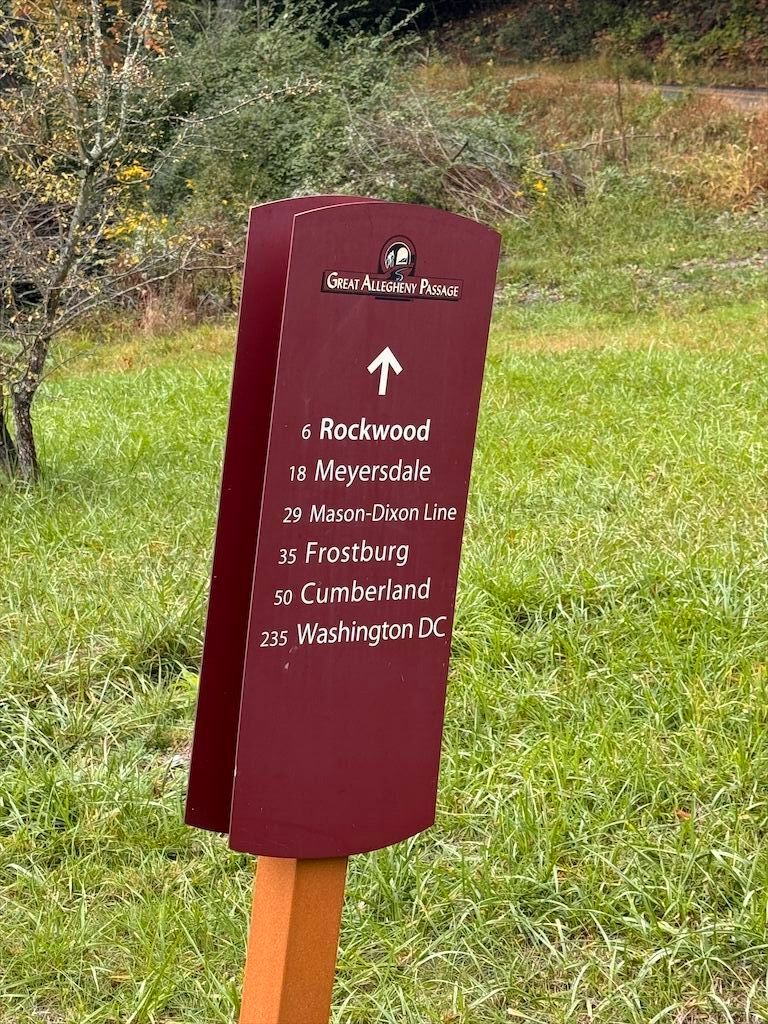 Great Allegheny Passage
6 Rockwood
18 Meyersdale
29 Mason-Dixon Line
35 Frostburg
50 Cumberland
235 Washington DC